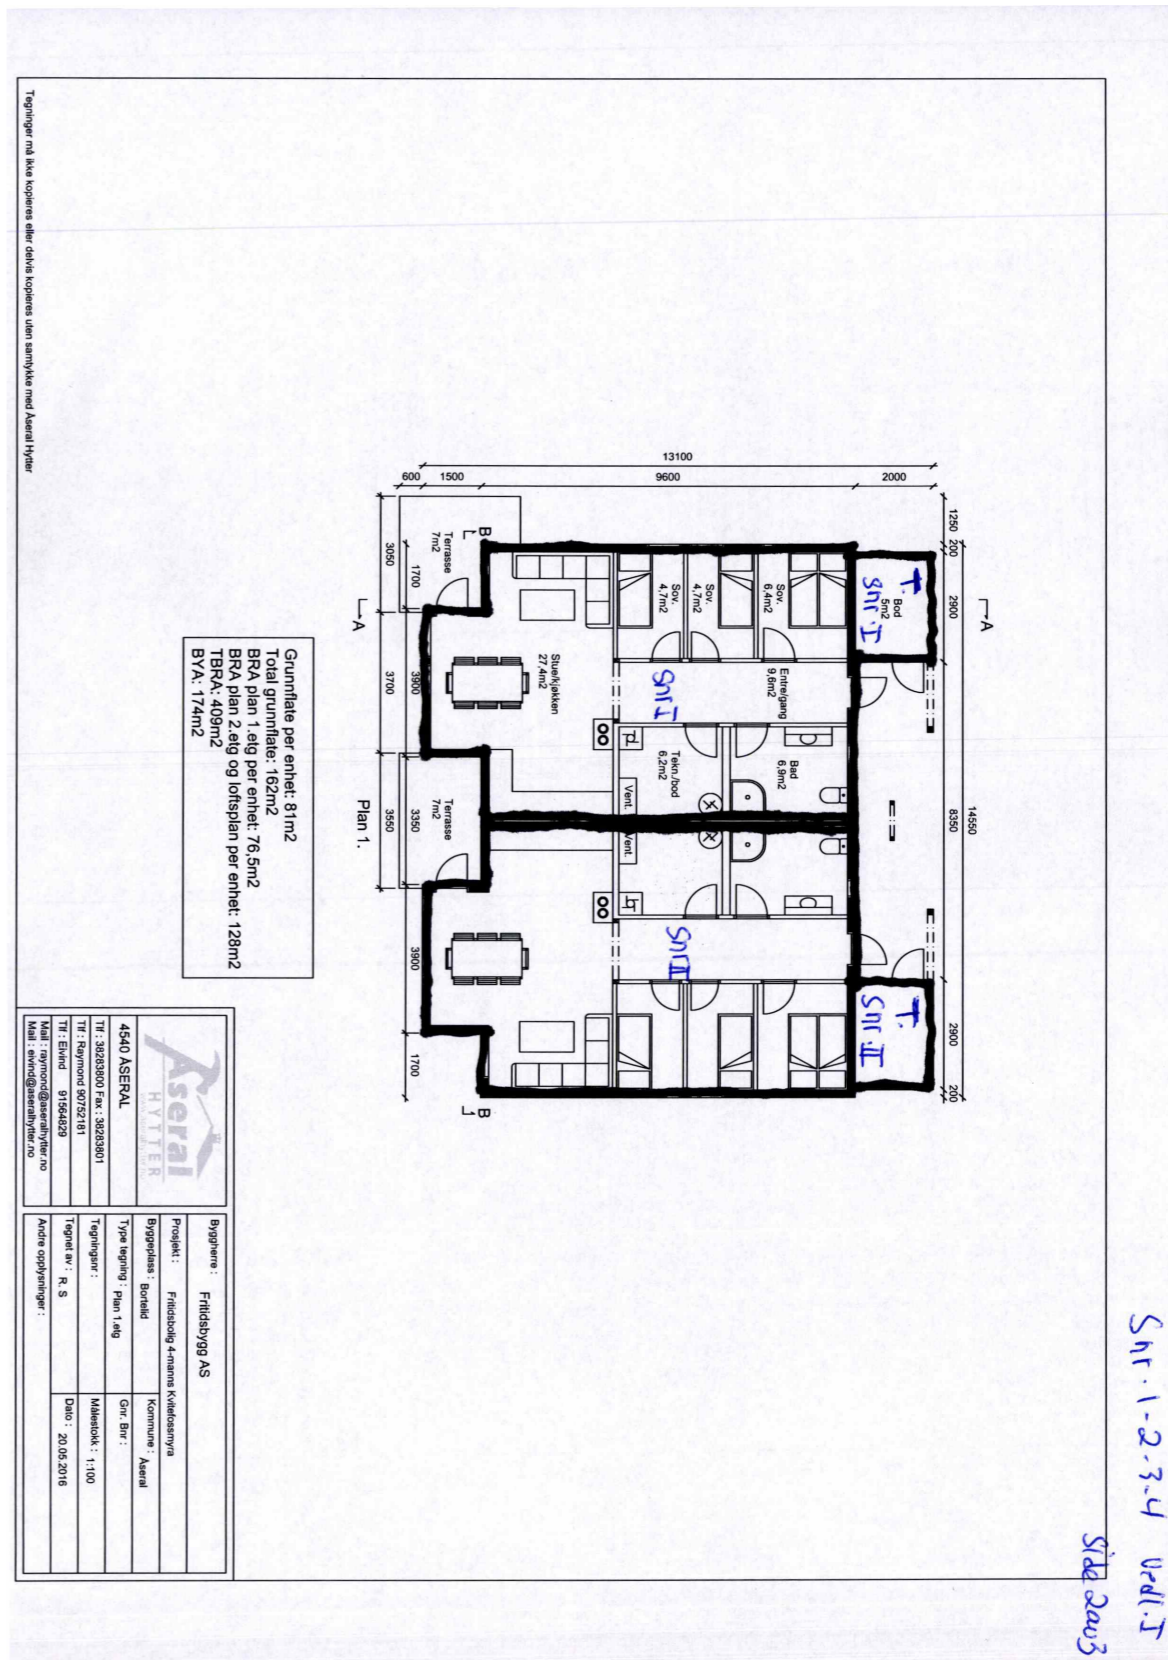 Snr. 1-2-3-4 Vedl. I
Side 2 av 3
A
A
1250
200
2900
14550
8350
2900
200
2000
9600
13100
1500
600
T.
Bod
5m2
Snr. I
T.
Snr. II
Sov.
6,4m2
Sov.
4,7m2
Sov.
4,7m2
Entre/gang
9,6m2
Snr I
Bad
6,9m2
Tekn./bod
6,2m2
Vent.
Vent.
Snr II
Stue/kjøkken
27,4m2
B
B
Terrasse
7m2
Terrasse
7m2
1700
3900
3350
3900
1700
3050
3700
3550
Plan 1.
Grunnflate per enhet: 81m2
Total grunnflate: 162m2
BRA plan 1.etg per enhet: 76,5m2
BRA plan 2.etg og loftsplan per enhet: 128m2
TBRA: 409m2
BYA: 174m2
Åseral
HYTTER
4540 ÅSERAL
Tlf : 38283800 Fax : 38283801
Tlf : Raymond 90752181
Tlf : Eivind 91564829
Mail : raymond@aseralhytter.no
Mail : eivind@aseralhytter.no
Byggherre : Fritidsbygg AS
Prosjekt : Fritidsbolig 4-manns Kvitefossmyra
Byggeplass : Bortelid Kommune : Åseral
Type tegning : Plan 1.etg Gnr. Bnr :
Tegningsnr : Målestokk : 1:100
Tegnet av : R. S Dato : 20.05.2016
Andre opplysninger :
Tegninger må ikke kopieres eller delvis kopieres uten samtykke med Åseral Hytter